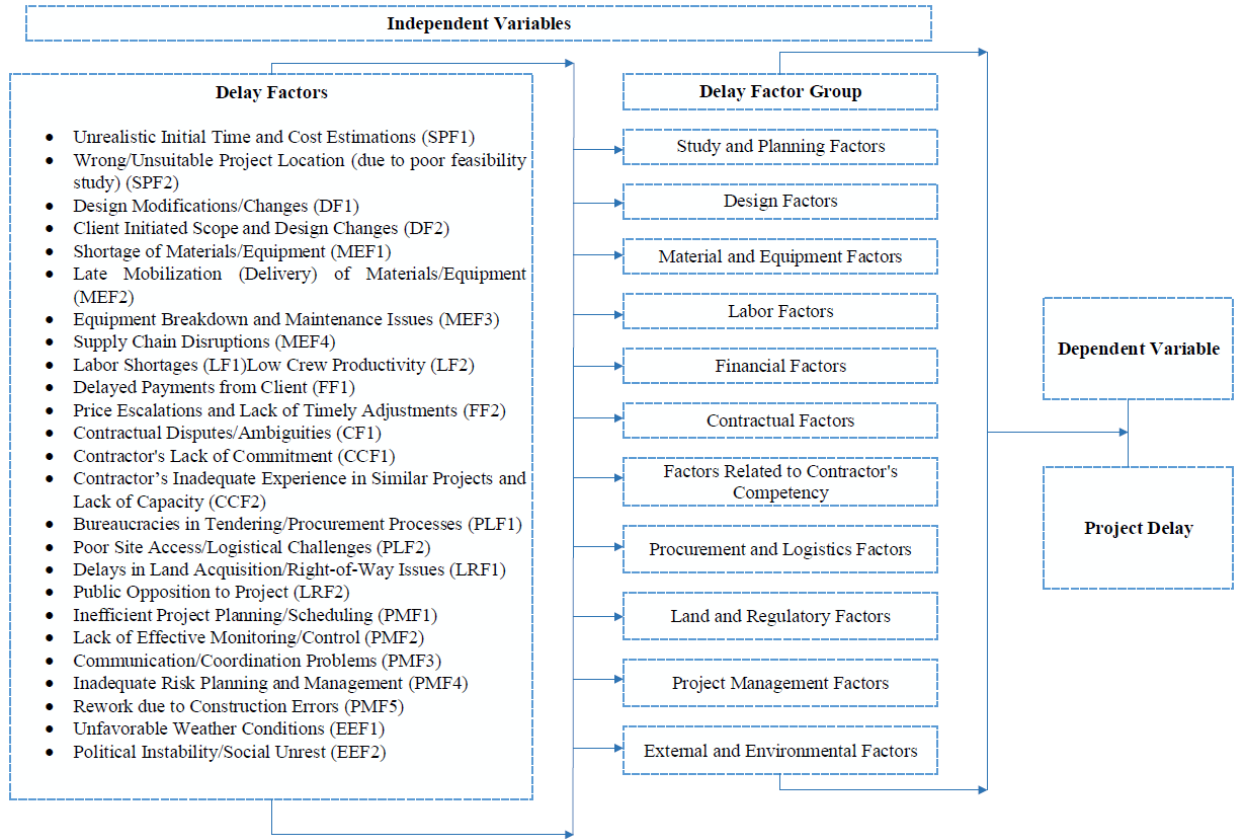 Independent Variables
Delay Factors
• Unrealistic Initial Time and Cost Estimations (SPF1)
• Wrong/Unsuitable Project Location (due to poor feasibility
study) (SPF2)
• Design Modifications/Changes (DF1)
• Client Initiated Scope and Design Changes (DF2)
• Shortage of Materials/Equipment (MEF1)
• Late Mobilization (Delivery) of Materials/Equipment
(MEF2)
• Equipment Breakdown and Maintenance Issues (MEF3)
• Supply Chain Disruptions (MEF4)
• Labor Shortages (LF1)Low Crew Productivity (LF2)
• Delayed Payments from Client (FF1)
• Price Escalations and Lack of Timely Adjustments (FF2)
• Contractual Disputes/Ambiguities (CF1)
• Contractor's Lack of Commitment (CCF1)
• Contractor’s Inadequate Experience in Similar Projects and
Lack of Capacity (CCF2)
• Bureaucracies in Tendering/Procurement Processes (PLF1)
• Poor Site Access/Logistical Challenges (PLF2)
• Delays in Land Acquisition/Right-of-Way Issues (LRF1)
• Public Opposition to Project (LRF2)
• Inefficient Project Planning/Scheduling (PMF1)
• Lack of Effective Monitoring/Control (PMF2)
• Communication/Coordination Problems (PMF3)
• Inadequate Risk Planning and Management (PMF4)
• Rework due to Construction Errors (PMF5)
• Unfavorable Weather Conditions (EEF1)
• Political Instability/Social Unrest (EEF2)
Delay Factor Group
Study and Planning Factors
Design Factors
Material and Equipment Factors
Labor Factors
Financial Factors
Contractual Factors
Factors Related to Contractor's
Competency
Procurement and Logistics Factors
Land and Regulatory Factors
Project Management Factors
External and Environmental Factors
Dependent Variable
Project Delay